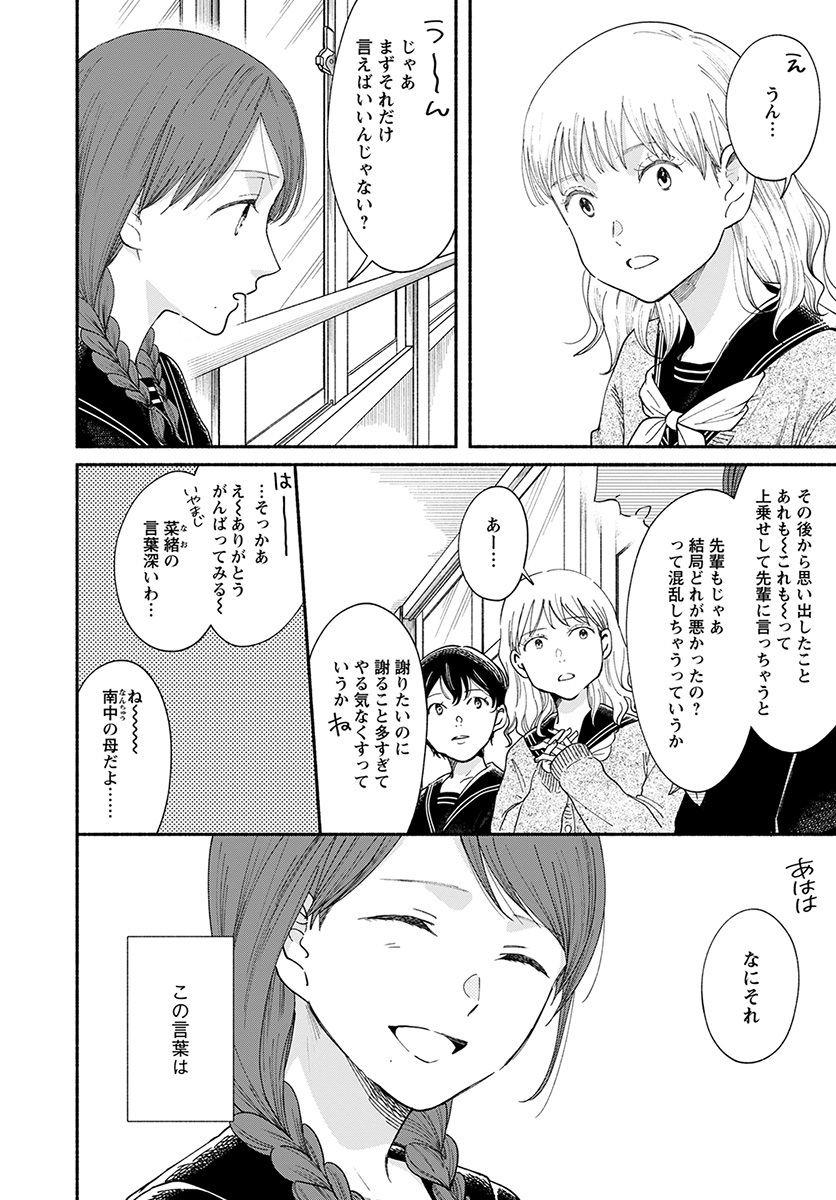 え
うん…
うーーん
じゃあ
まずそれだけ
言えばいいんじゃない?
その後から思い出したこと
あれも〜これも〜って
上乗せして先輩に言っちゃうと
先輩もじゃあ
結局どれが悪かったの?
って混乱しちゃうっていうか
あー…
謝りたいのに
謝ること多すぎて
やる気なくすって
いうか
ね
はーー
…そっかあ
え〜ありがとう
がんばってみる〜
いやまじ
菜緒の
なお
言葉深いわ…
ね〜〜〜〜
南中の母だよ……
なんちゅう
あはは
なにそれ
この言葉は